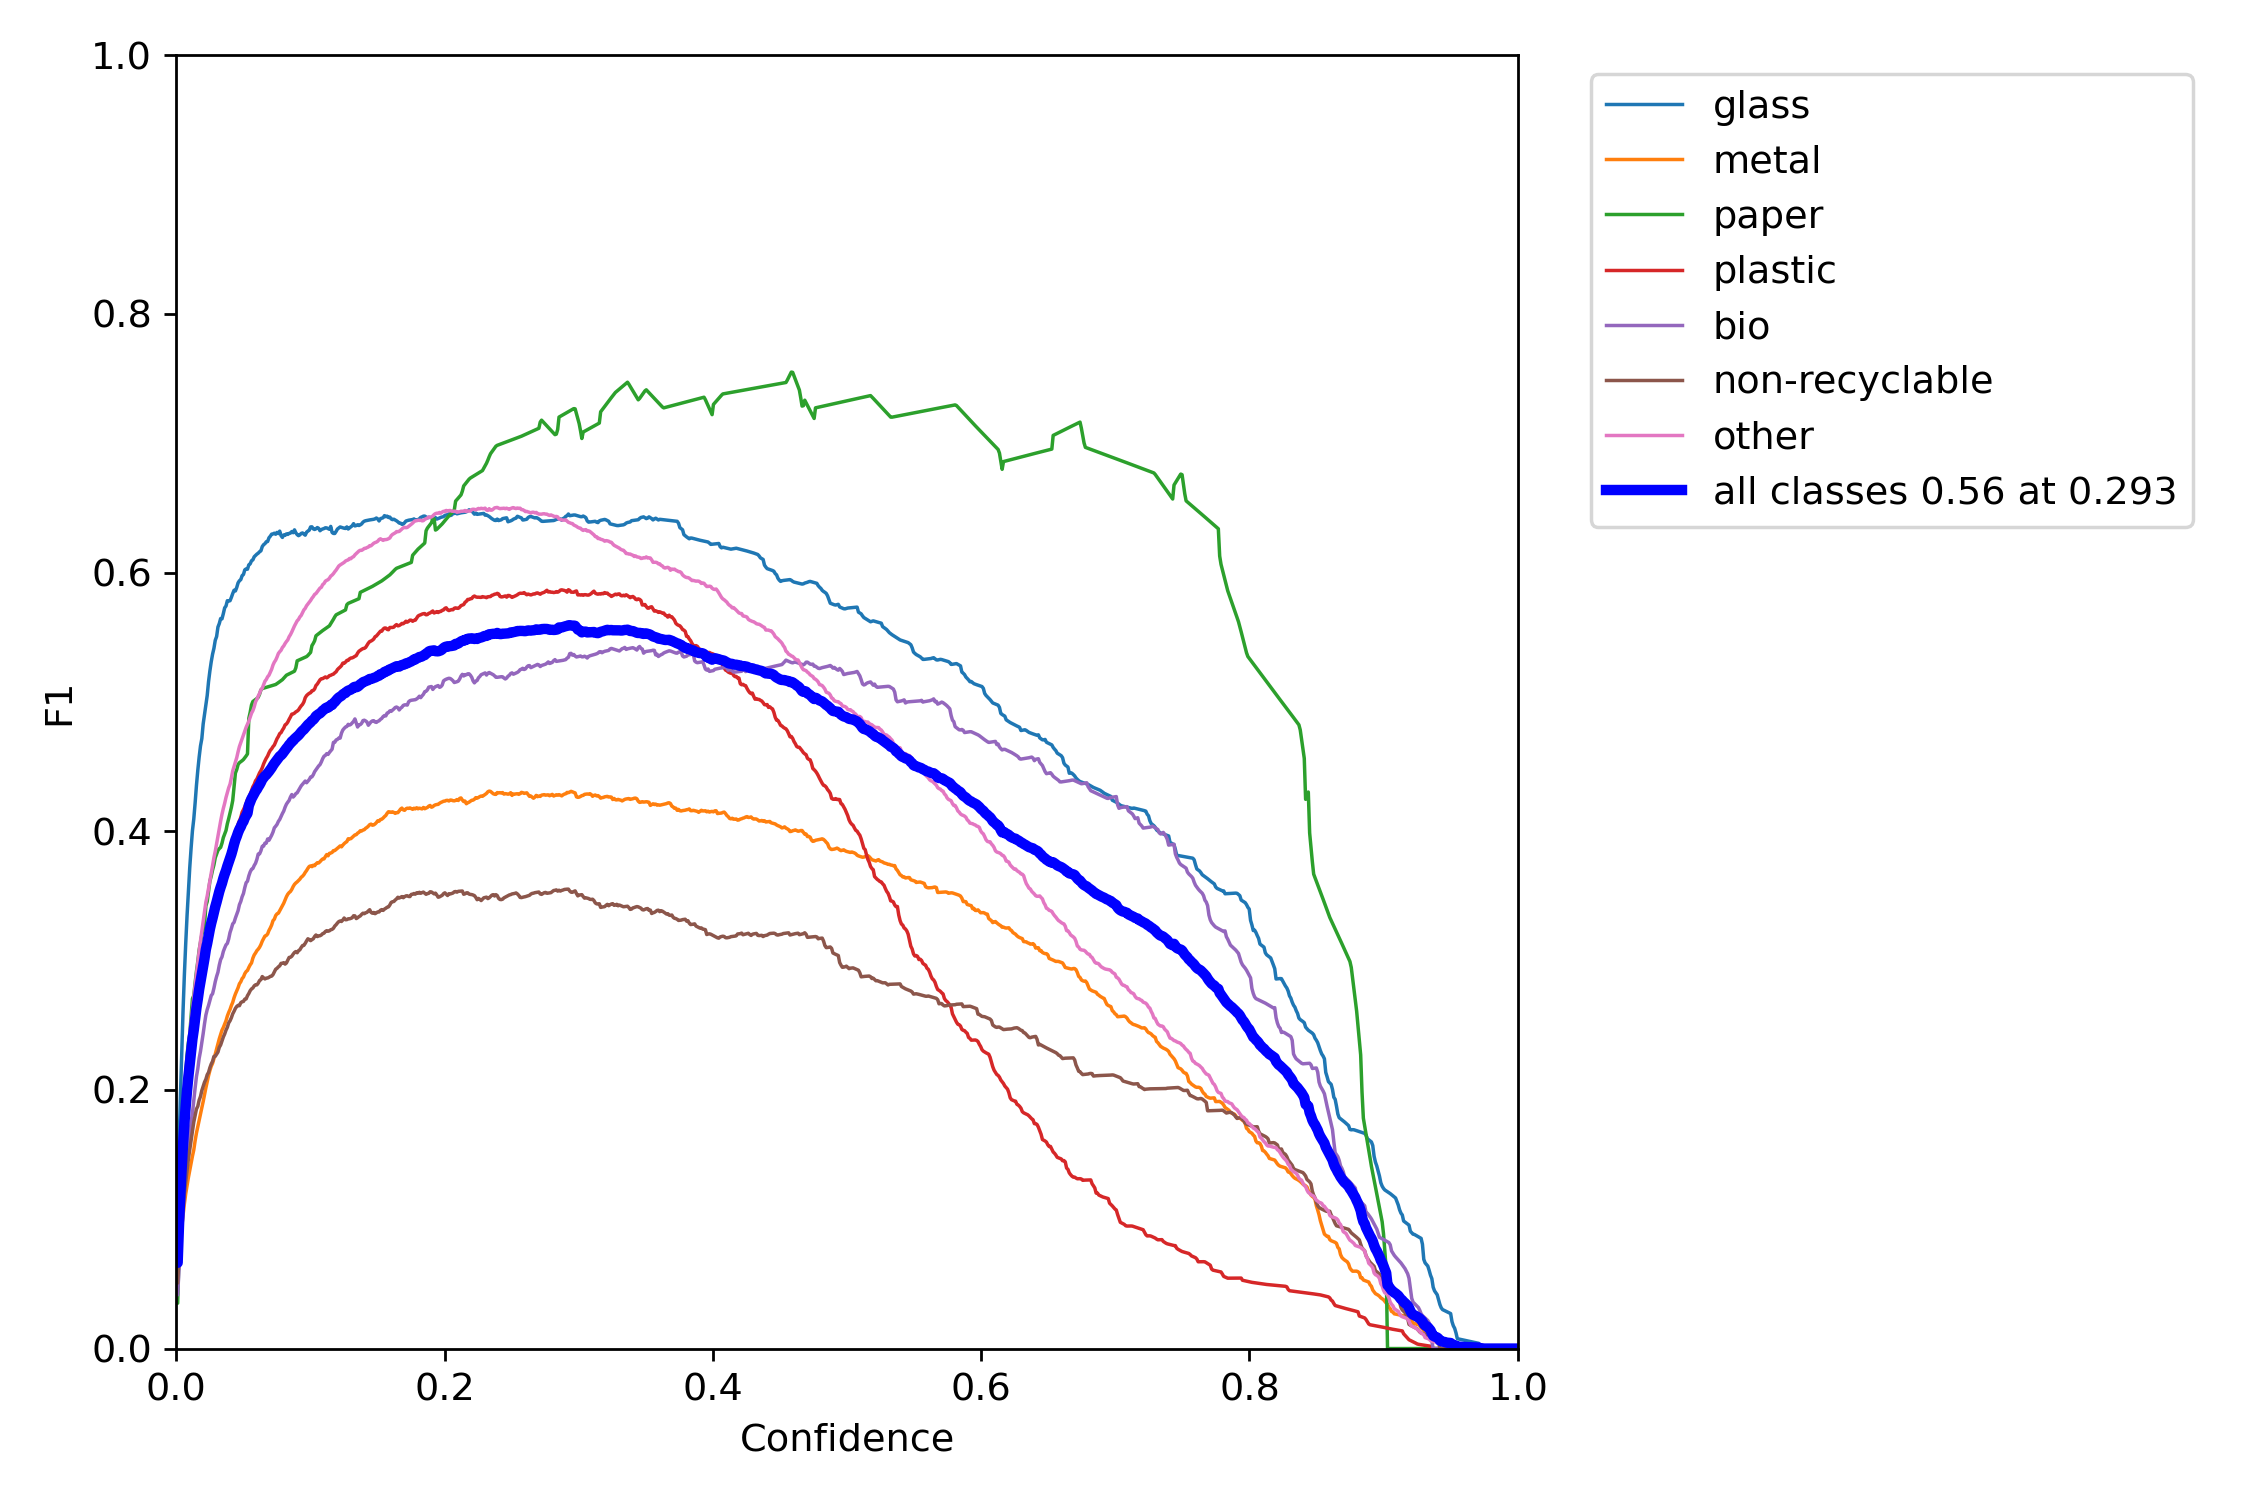 1.0
0.8
0.6
0.4
0.2
0.0
F1
0.0 0.2 0.4 0.6 0.8 1.0
Confidence
glass
metal
paper
plastic
bio
non-recyclable
other
all classes 0.56 at 0.293